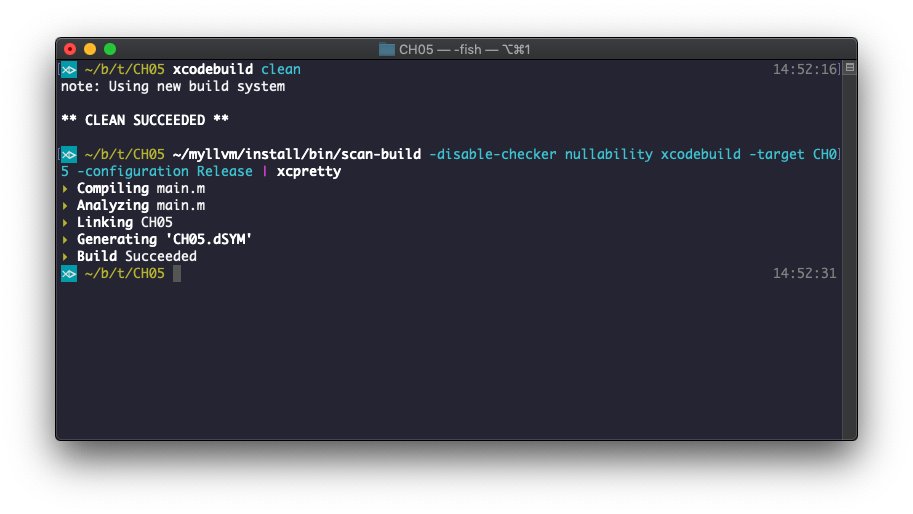 CH05 — -fish — ⌥⌘1
~/b/t/CH05 xcodebuild clean 14:52:16
note: Using new build system
** CLEAN SUCCEEDED **
~/b/t/CH05 ~/myllvm/install/bin/scan-build -disable-checker nullability xcodebuild -target CH0
5 -configuration Release | xcpretty
▸ Compiling main.m
▸ Analyzing main.m
▸ Linking CH05
▸ Generating 'CH05.dSYM'
▸ Build Succeeded
~/b/t/CH05 14:52:31